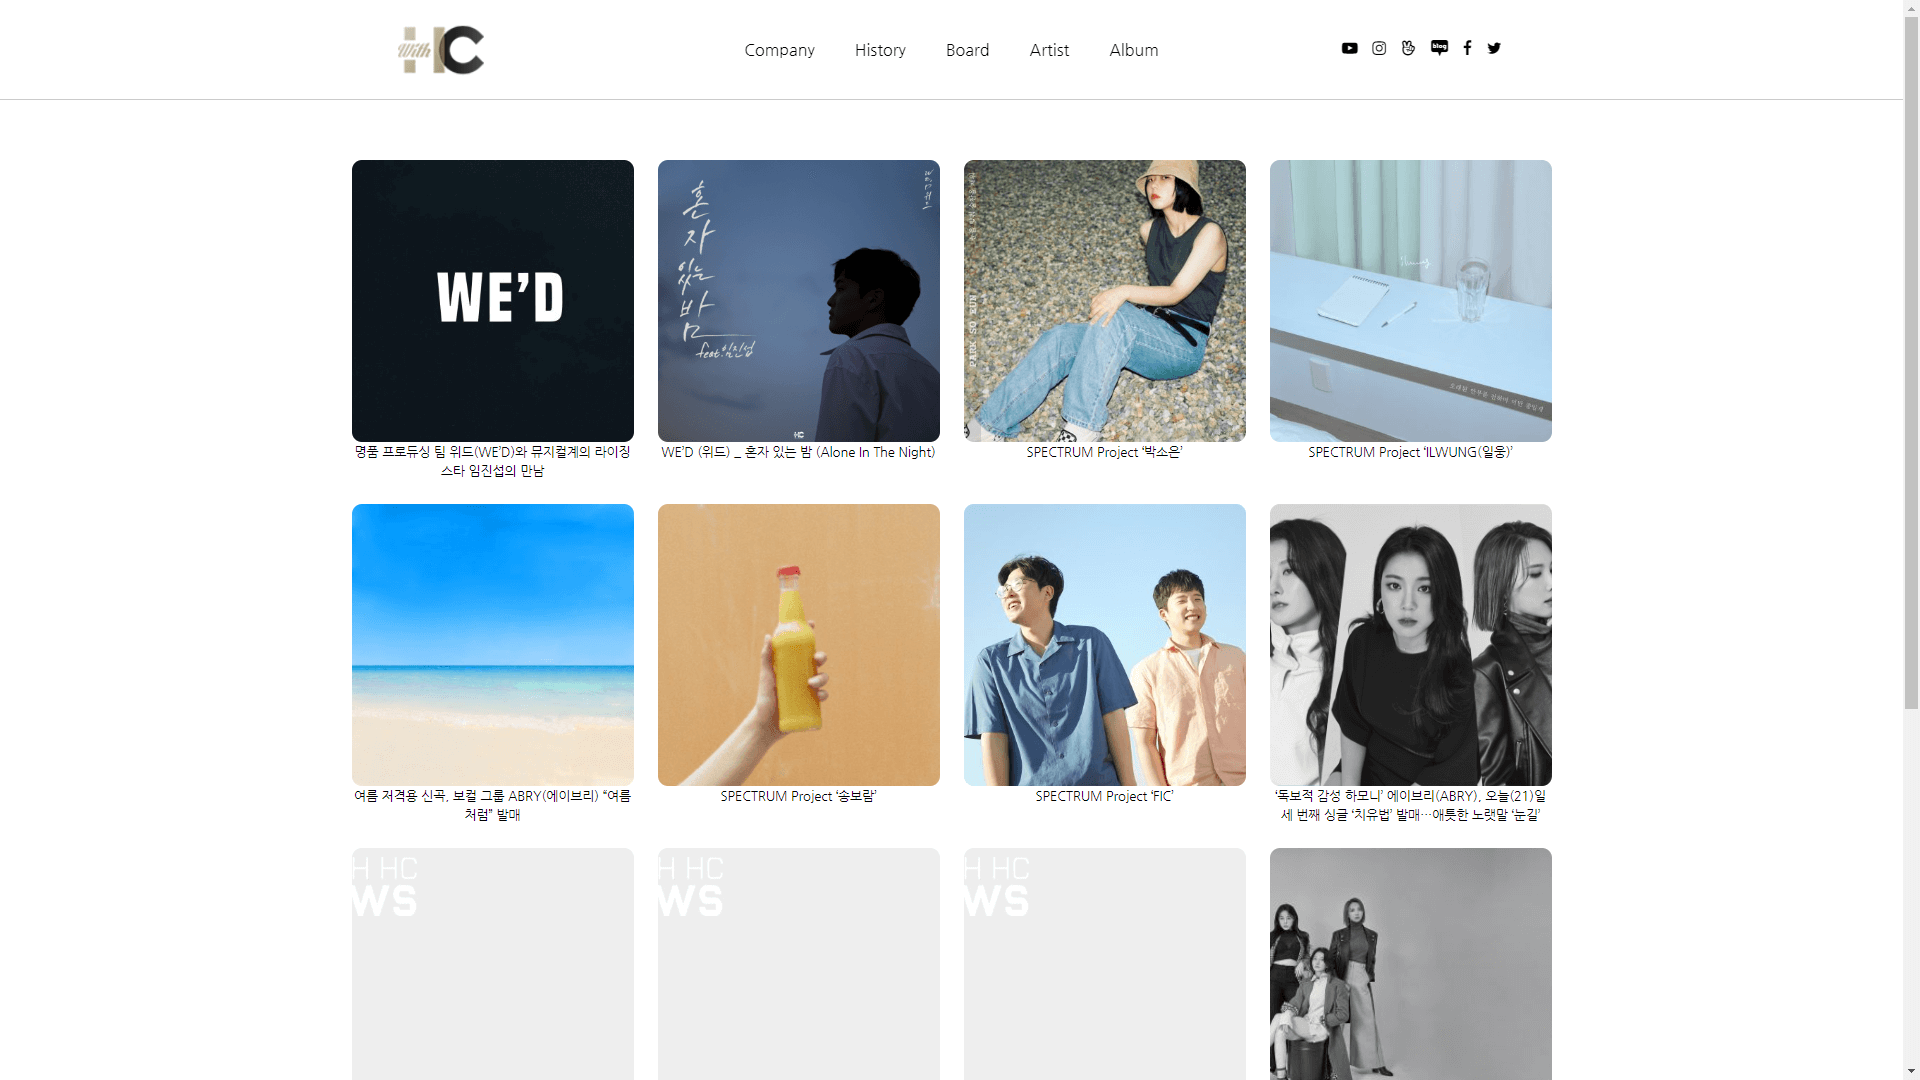 With HC
Company
History
Board
Artist
Album
blog
WE'D
혼자
있는
밤
feat.임진섭
WE'D 위드
HC
PARK SO EUN
Ilwung
명품 프로듀싱 팀 위드(WE’D)와 뮤지컬계의 라이징
스타 임진섭의 만남
WE’D (위드) _ 혼자 있는 밤 (Alone In The Night)
SPECTRUM Project ‘박소은’
SPECTRUM Project ‘ILWUNG(일웅)’
여름 저격용 신곡, 보컬 그룹 ABRY(에이브리) “여름
처럼” 발매
SPECTRUM Project ‘송보람’
SPECTRUM Project ‘FIC’
‘독보적 감성 하모니’ 에이브리(ABRY), 오늘(21)일
세 번째 싱글 ‘치유법’ 발매…애틋한 노랫말 ‘눈길’
H HC
WS
H HC
WS
H HC
WS